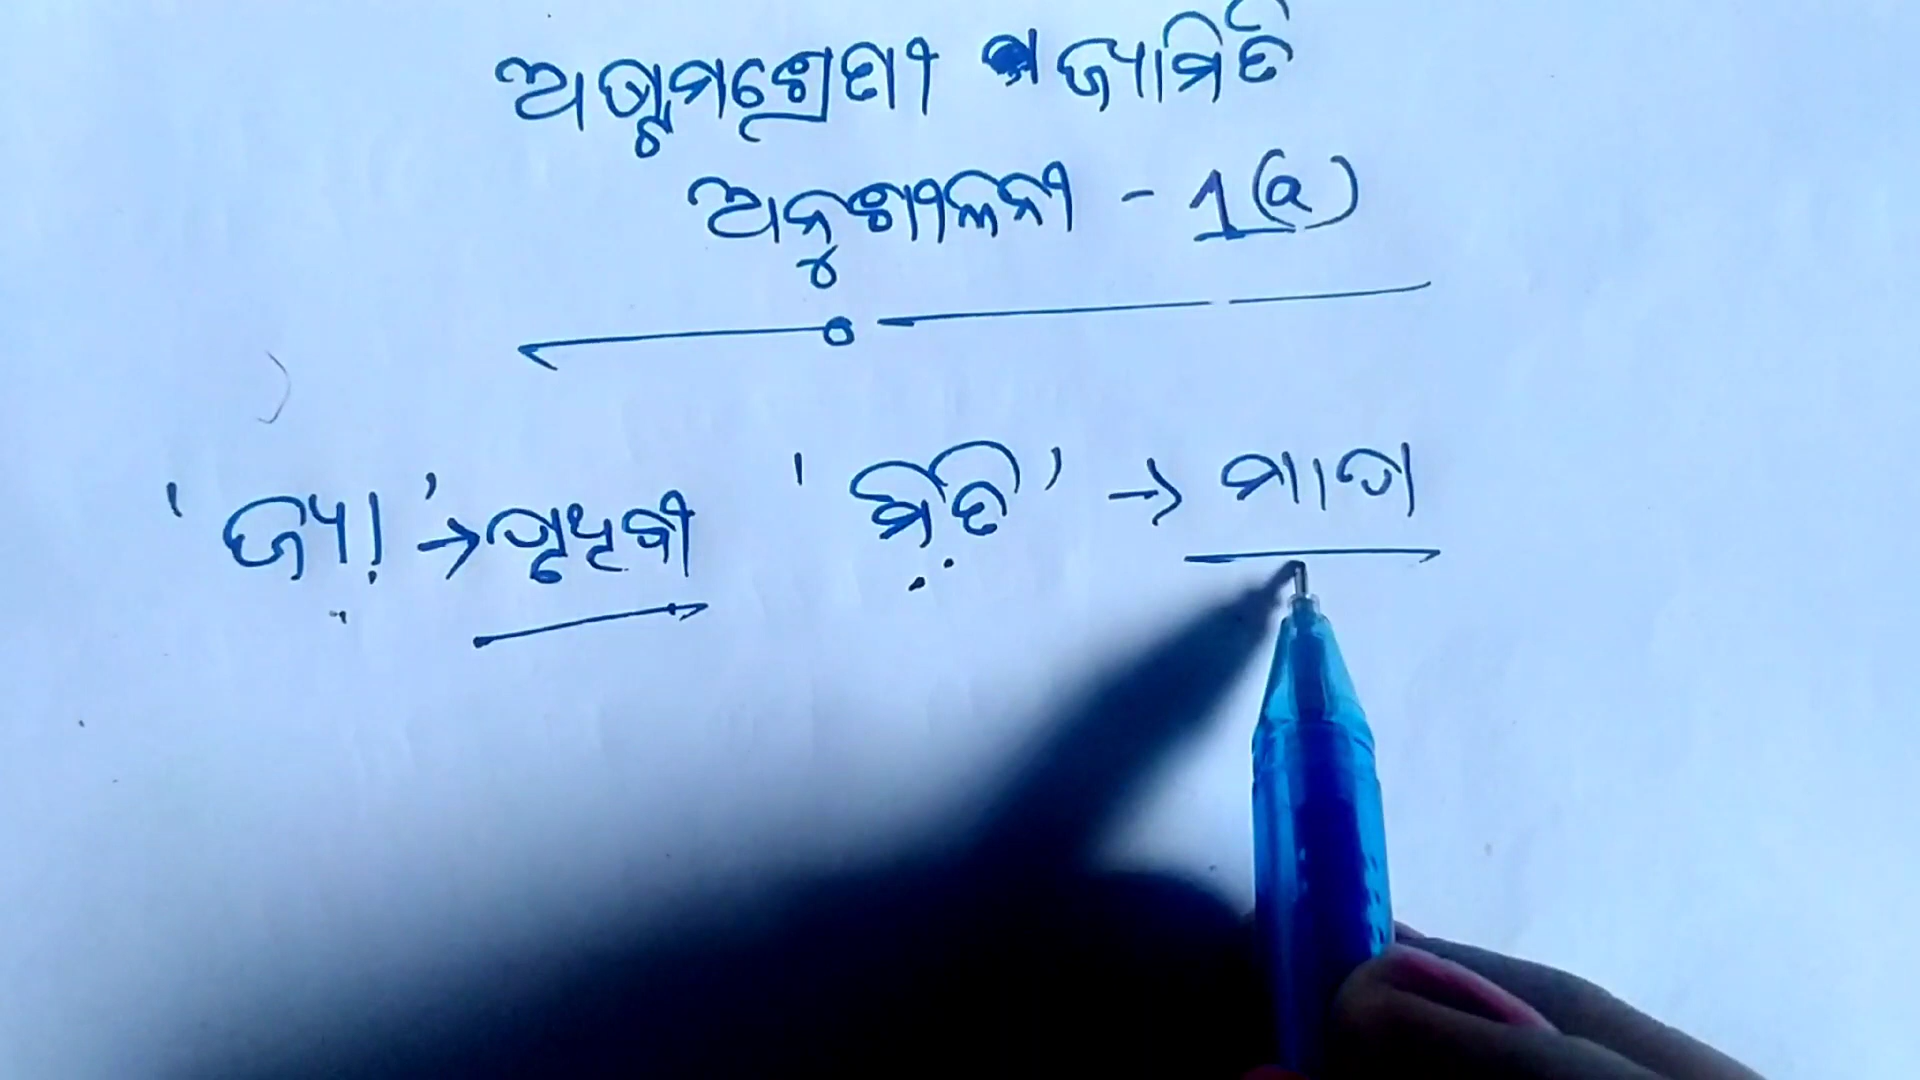 ଅଷ୍ଟମଶ୍ରେଣୀ ଜ୍ୟାମିତି
ଅନୁଶୀଳନୀ - 1(a)
'ଜ୍ୟା' → ପୃଥିବୀ 'ମିତି' → ମାପ